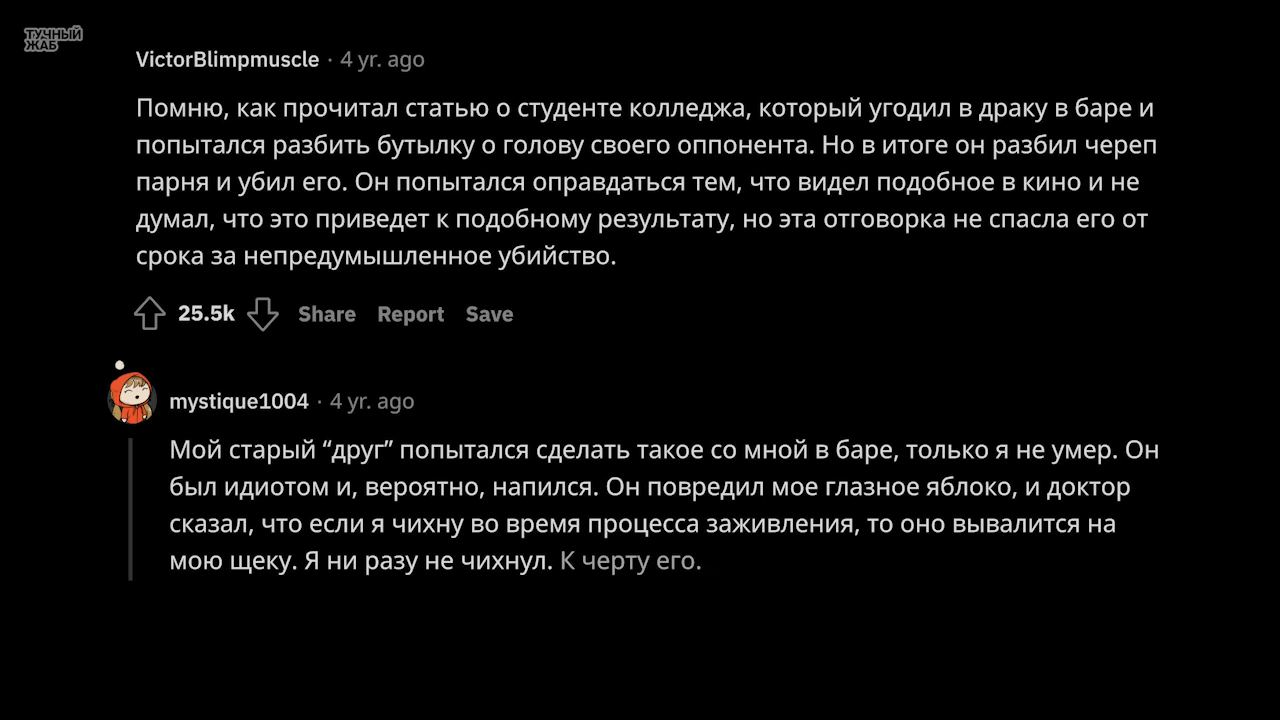 ТУЧНЫЙ
ЖАБ
VictorBlimpmuscle · 4 yr. ago
Помню, как прочитал статью о студенте колледжа, который угодил в драку в баре и
попытался разбить бутылку о голову своего оппонента. Но в итоге он разбил череп
парня и убил его. Он попытался оправдаться тем, что видел подобное в кино и не
думал, что это приведет к подобному результату, но эта отговорка не спасла его от
срока за непредумышленное убийство.
25.5k Share Report Save
mystique1004 · 4 yr. ago
Мой старый “друг” попытался сделать такое со мной в баре, только я не умер. Он
был идиотом и, вероятно, напился. Он повредил мое глазное яблоко, и доктор
сказал, что если я чихну во время процесса заживления, то оно вывалится на
мою щеку. Я ни разу не чихнул. К черту его.